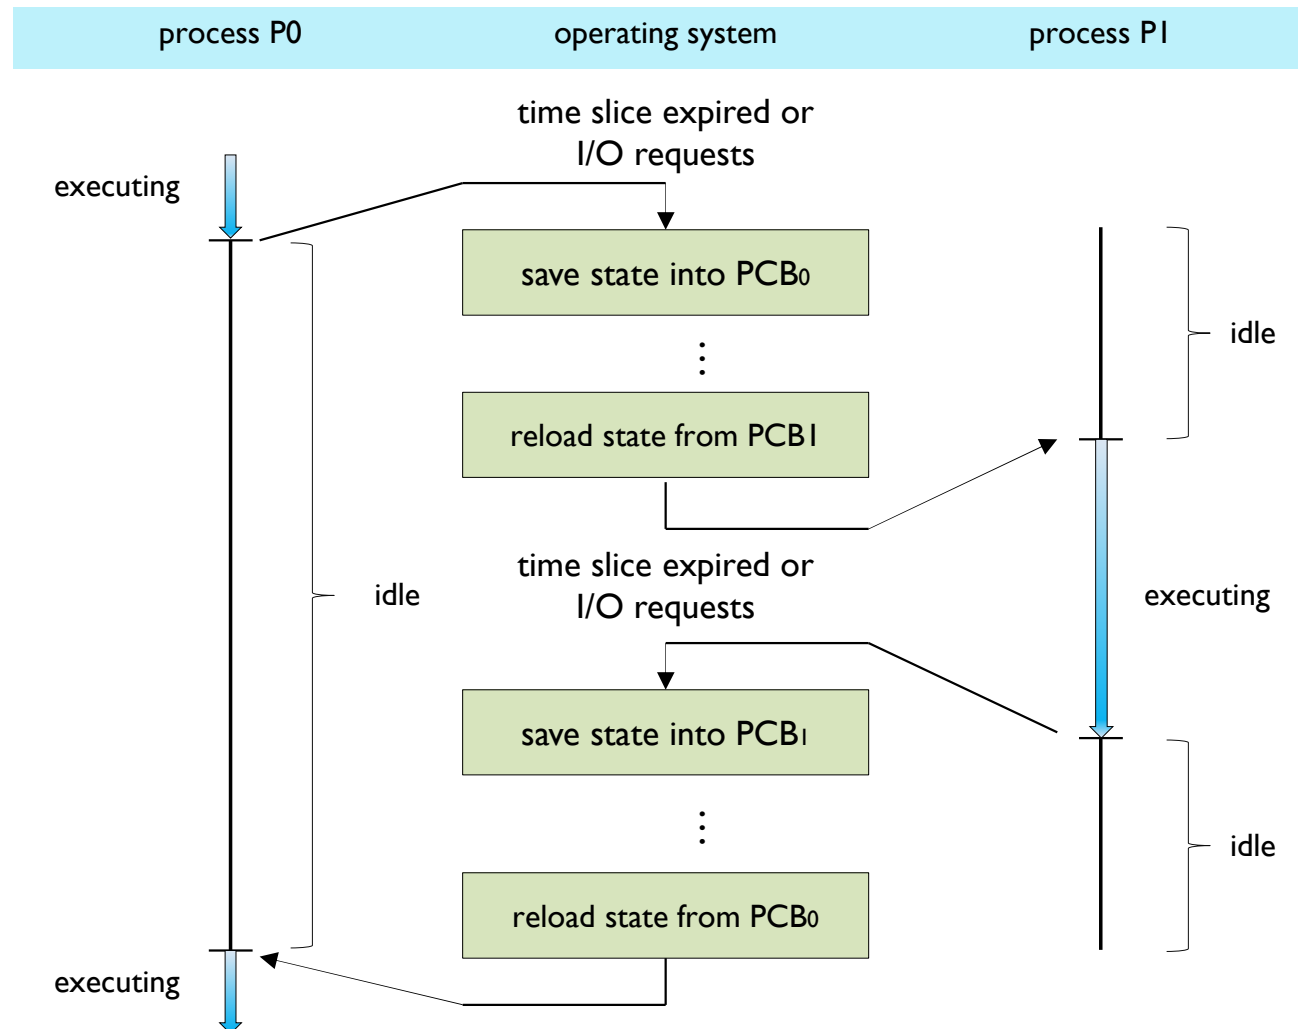 process P0 operating system process P1
time slice expired or
I/O requests
executing
save state into PCB0
idle
reload state from PCB1
time slice expired or
I/O requests
idle
executing
save state into PCB1
idle
reload state from PCB0
executing